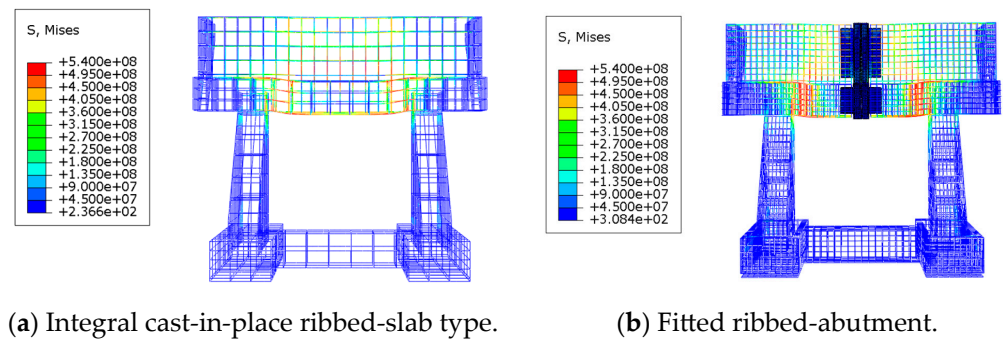 S, Mises
+5.400e+08
+4.950e+08
+4.500e+08
+4.050e+08
+3.600e+08
+3.150e+08
+2.700e+08
+2.250e+08
+1.800e+08
+1.350e+08
+9.000e+07
+4.500e+07
+2.366e+02
S, Mises
+5.400e+08
+4.950e+08
+4.500e+08
+4.050e+08
+3.600e+08
+3.150e+08
+2.700e+08
+2.250e+08
+1.800e+08
+1.350e+08
+9.000e+07
+4.500e+07
+3.084e+02
(a) Integral cast-in-place ribbed-slab type.
(b) Fitted ribbed-abutment.